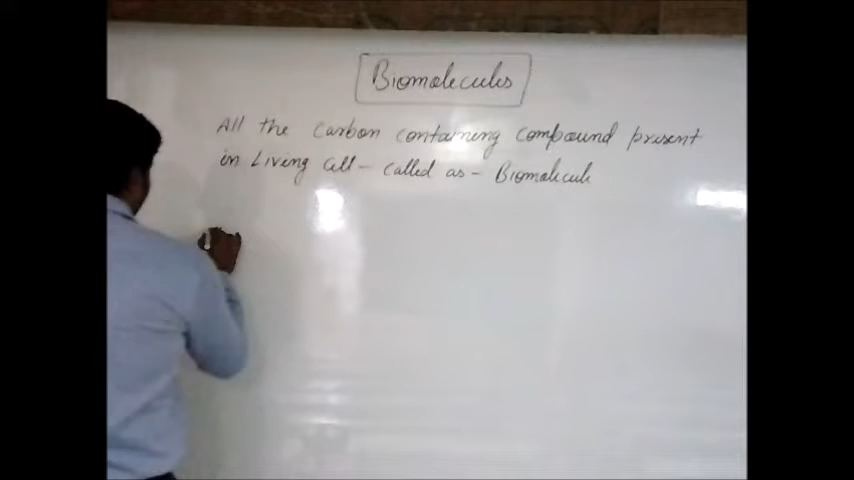 Biomolecules
All the carbon containing compound present
in Living cell - called as - Biomolecule